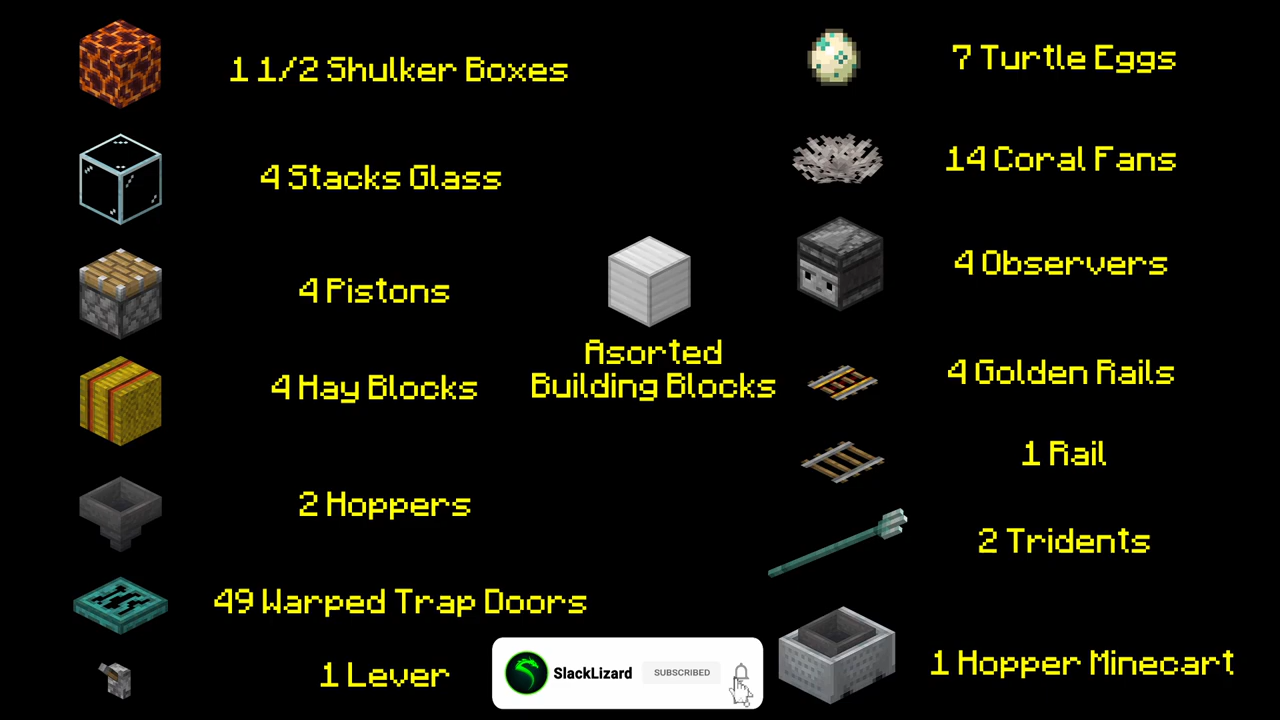 1 1/2 Shulker Boxes
4 Stacks Glass
4 Pistons
4 Hay Blocks
2 Hoppers
49 Warped Trap Doors
1 Lever
Asorted
Building Blocks
7 Turtle Eggs
14 Coral Fans
4 Observers
4 Golden Rails
1 Rail
2 Tridents
1 Hopper Minecart
SlackLizard
SUBSCRIBED